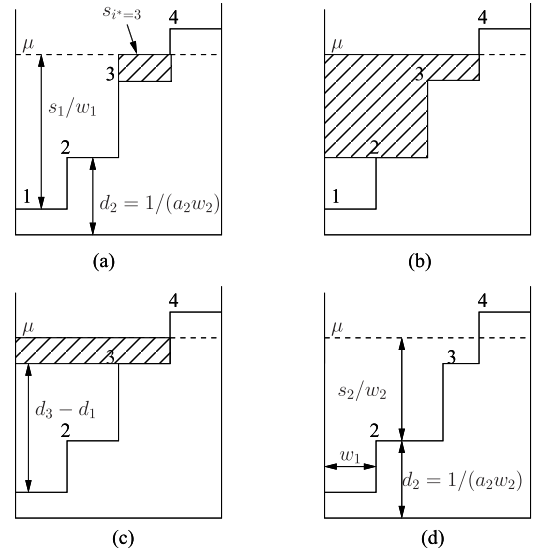 s_{i*=3}
4
μ
3
s_1/w_1
2
1
d_2 = 1/(a_2w_2)
(a)
4
μ
3
2
1
(b)
4
μ
3
d_3 − d_1
2
(c)
4
μ
3
s_2/w_2
w_1
2
d_2 = 1/(a_2w_2)
(d)